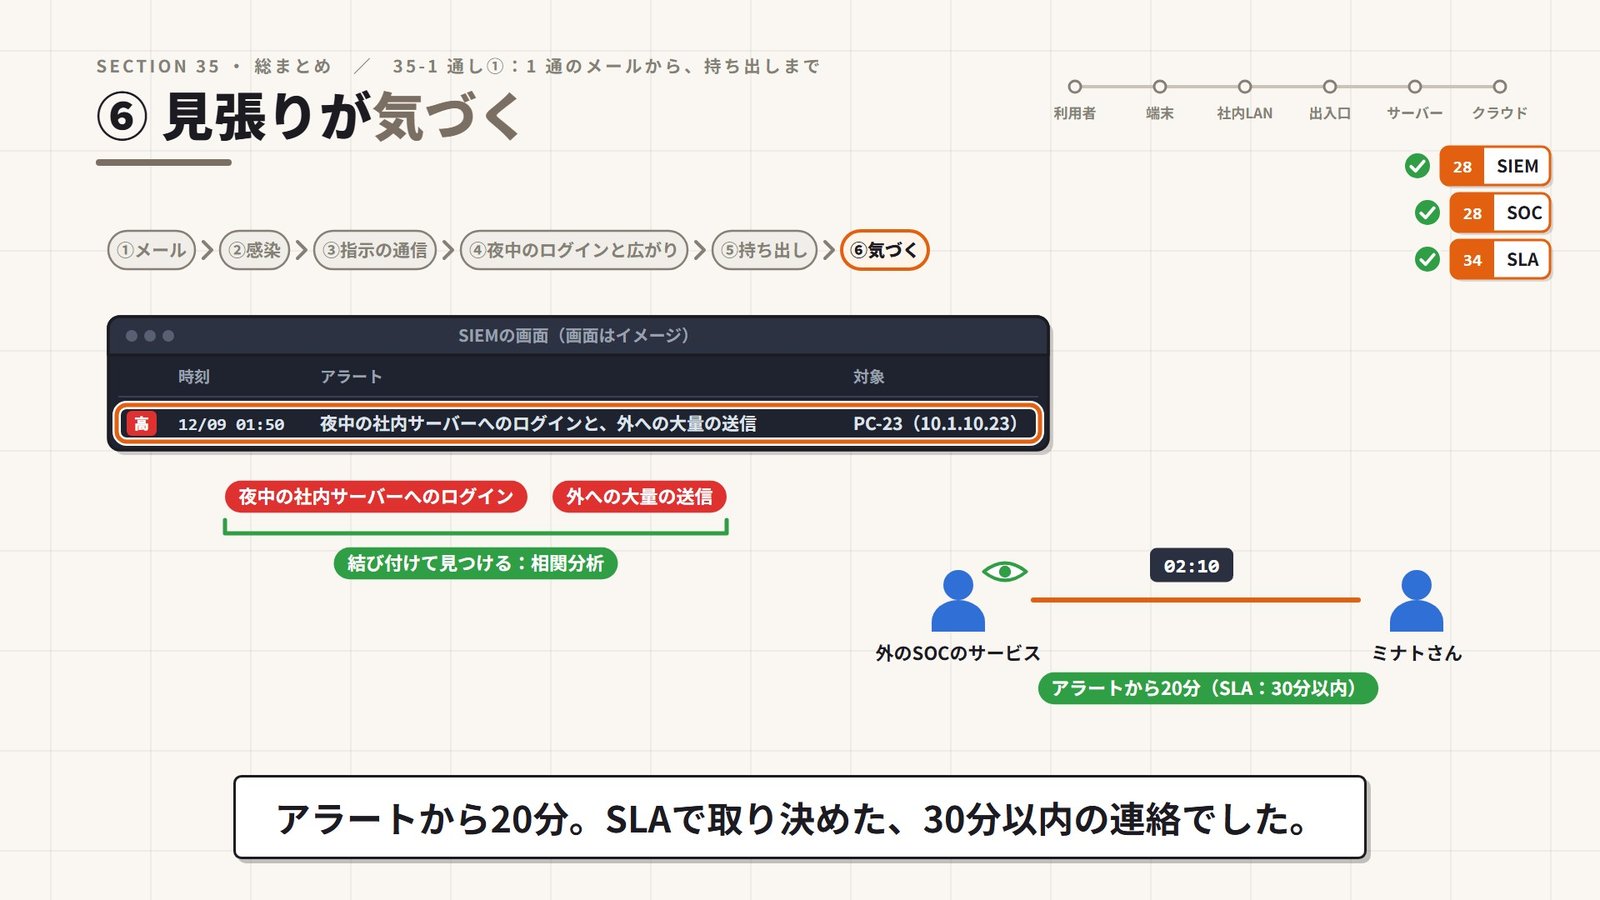 SECTION 35 ・ 総まとめ ／ 35-1 通し①：1 通のメールから、持ち出しまで
⑥ 見張りが気づく
利用者 端末 社内LAN 出入口 サーバー クラウド
28 SIEM
28 SOC
34 SLA
①メール ②感染 ③指示の通信 ④夜中のログインと広がり ⑤持ち出し ⑥気づく
SIEMの画面（画面はイメージ）
時刻 アラート 対象
高 12/09 01:50 夜中の社内サーバーへのログインと、外への大量の送信 PC-23（10.1.10.23）
夜中の社内サーバーへのログイン 外への大量の送信
結び付けて見つける：相関分析
02:10
外のSOCのサービス ミナトさん
アラートから20分（SLA：30分以内）
アラートから20分。SLAで取り決めた、30分以内の連絡でした。